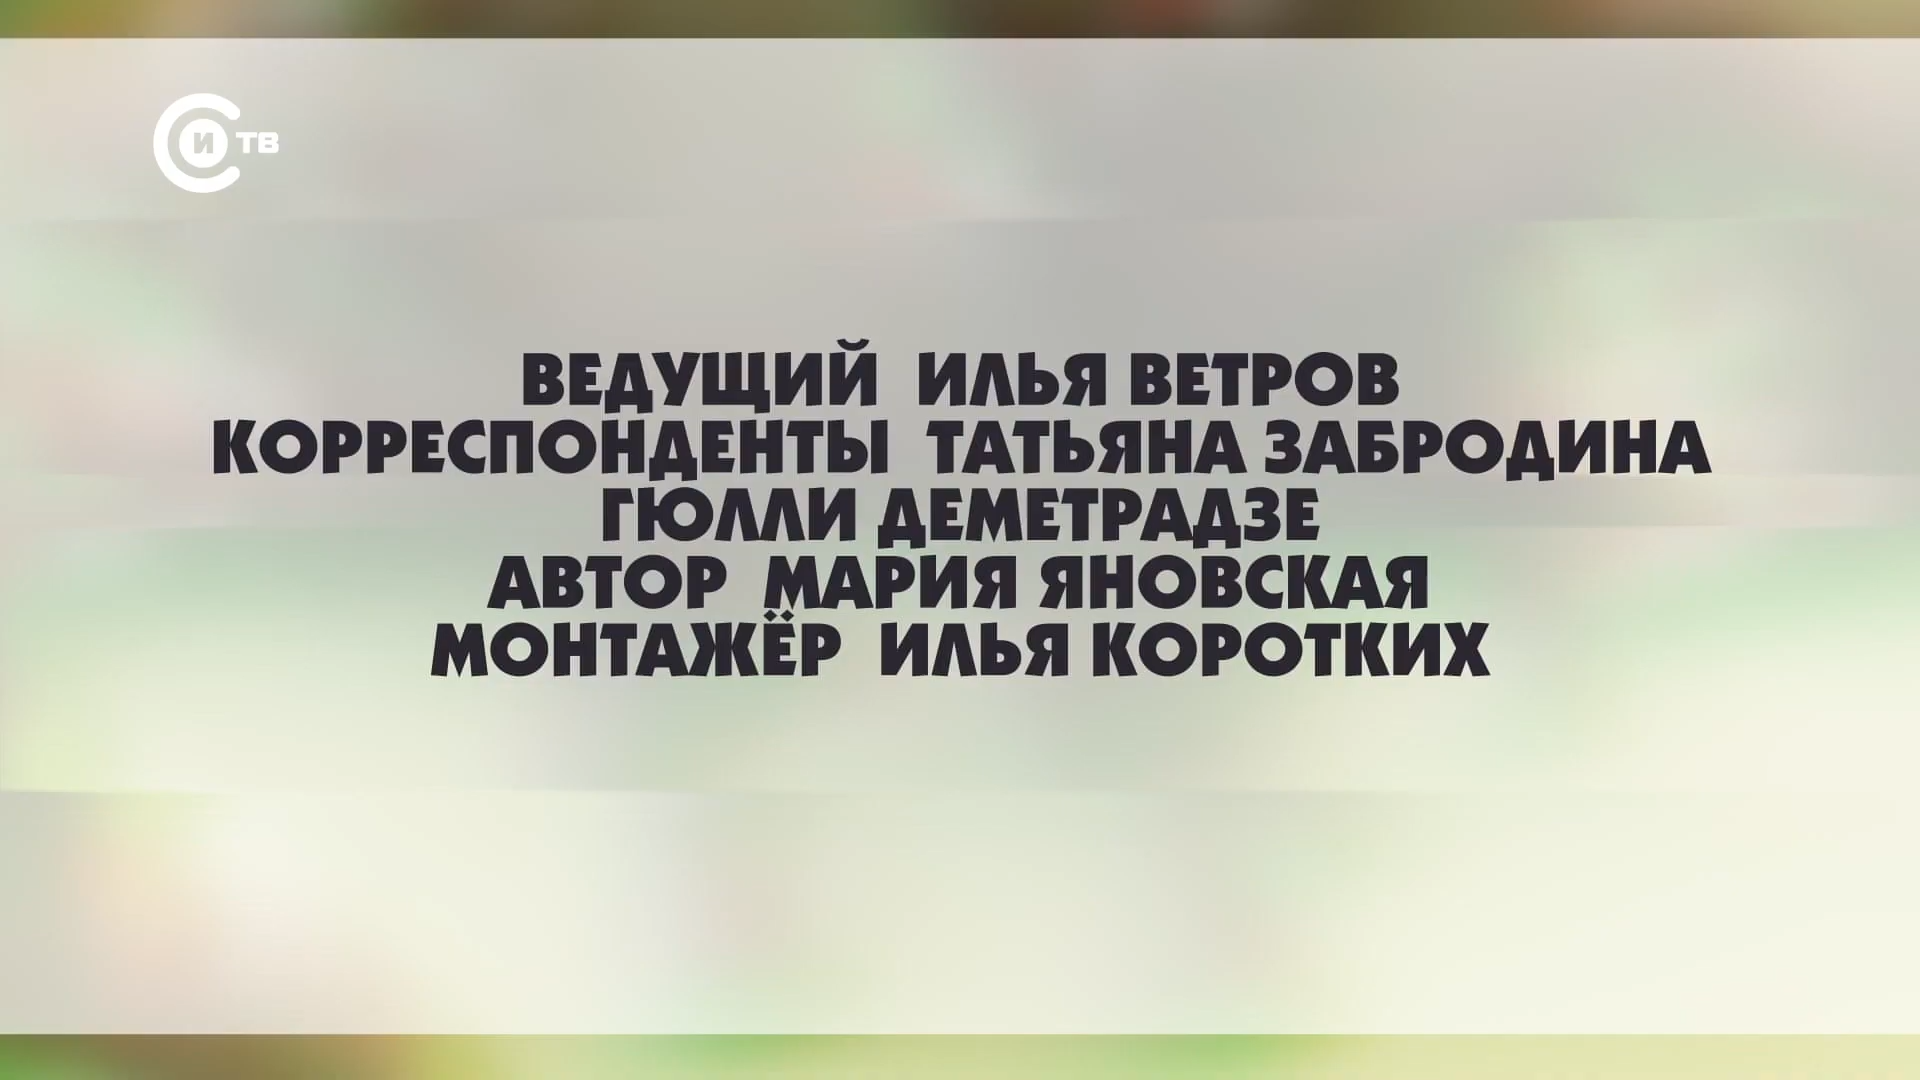 СИТВ
ВЕДУЩИЙ ИЛЬЯ ВЕТРОВ
КОРРЕСПОНДЕНТЫ ТАТЬЯНА ЗАБРОДИНА
ГЮЛЛИ ДЕМЕТРАДЗЕ
АВТОР МАРИЯ ЯНОВСКАЯ
МОНТАЖЁР ИЛЬЯ КОРОТКИХ